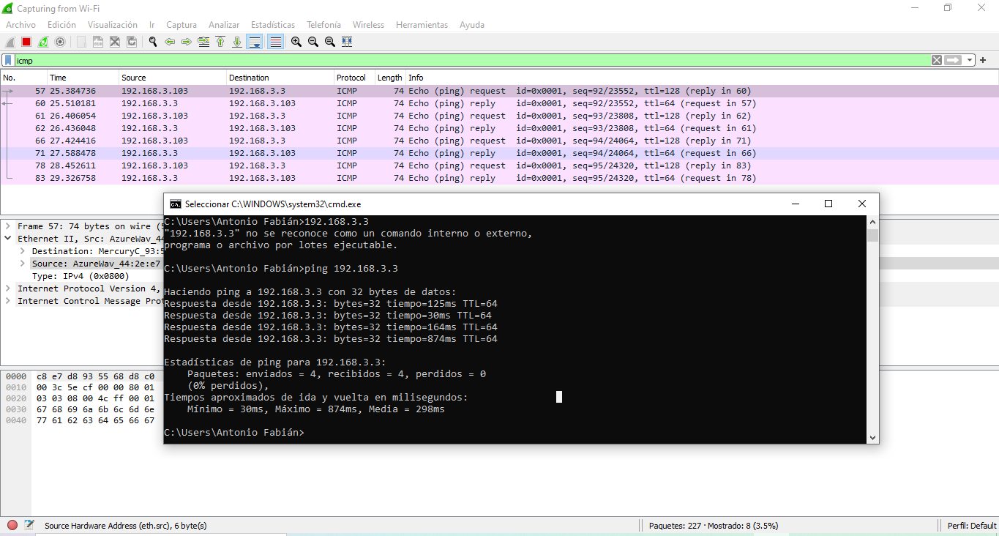 Capturing from Wi-Fi
Archivo Edición Visualización Ir Captura Analizar Estadísticas Telefonía Wireless Herramientas Ayuda
icmp
No. Time Source Destination Protocol Length Info
57 25.384736 192.168.3.103 192.168.3.3 ICMP 74 Echo (ping) request id=0x0001, seq=92/23552, ttl=128 (reply in 60)
60 25.510181 192.168.3.3 192.168.3.103 ICMP 74 Echo (ping) reply id=0x0001, seq=92/23552, ttl=64 (request in 57)
61 26.406054 192.168.3.103 192.168.3.3 ICMP 74 Echo (ping) request id=0x0001, seq=93/23808, ttl=128 (reply in 62)
62 26.436048 192.168.3.3 192.168.3.103 ICMP 74 Echo (ping) reply id=0x0001, seq=93/23808, ttl=64 (request in 61)
66 27.424416 192.168.3.103 192.168.3.3 ICMP 74 Echo (ping) request id=0x0001, seq=94/24064, ttl=128 (reply in 71)
71 27.588478 192.168.3.3 192.168.3.103 ICMP 74 Echo (ping) reply id=0x0001, seq=94/24064, ttl=64 (request in 66)
78 28.452611 192.168.3.103 192.168.3.3 ICMP 74 Echo (ping) request id=0x0001, seq=95/24320, ttl=128 (reply in 83)
83 29.326758 192.168.3.3 192.168.3.103 ICMP 74 Echo (ping) reply id=0x0001, seq=95/24320, ttl=64 (request in 78)
Frame 57: 74 bytes on wire (5
Ethernet II, Src: AzureWav_44
Destination: MercuryC_93:5
Source: AzureWav_44:2e:e7
Type: IPv4 (0x0800)
Internet Protocol Version 4,
Internet Control Message Pro
0000 c8 e7 d8 93 55 68 d8 c0
0010 00 3c 5e cf 00 00 80 01
0020 03 03 08 00 4c ff 00 01
0030 67 68 69 6a 6b 6c 6d 6e
0040 77 61 62 63 64 65 66 67
Seleccionar C:\WINDOWS\system32\cmd.exe
C:\Users\Antonio Fabián>192.168.3.3
"192.168.3.3" no se reconoce como un comando interno o externo,
programa o archivo por lotes ejecutable.
C:\Users\Antonio Fabián>ping 192.168.3.3
Haciendo ping a 192.168.3.3 con 32 bytes de datos:
Respuesta desde 192.168.3.3: bytes=32 tiempo=125ms TTL=64
Respuesta desde 192.168.3.3: bytes=32 tiempo=30ms TTL=64
Respuesta desde 192.168.3.3: bytes=32 tiempo=164ms TTL=64
Respuesta desde 192.168.3.3: bytes=32 tiempo=874ms TTL=64
Estadísticas de ping para 192.168.3.3:
Paquetes: enviados = 4, recibidos = 4, perdidos = 0
(0% perdidos),
Tiempos aproximados de ida y vuelta en milisegundos:
Mínimo = 30ms, Máximo = 874ms, Media = 298ms
C:\Users\Antonio Fabián>
Source Hardware Address (eth.src), 6 byte(s)
Paquetes: 227 · Mostrado: 8 (3.5%)
Perfil: Default